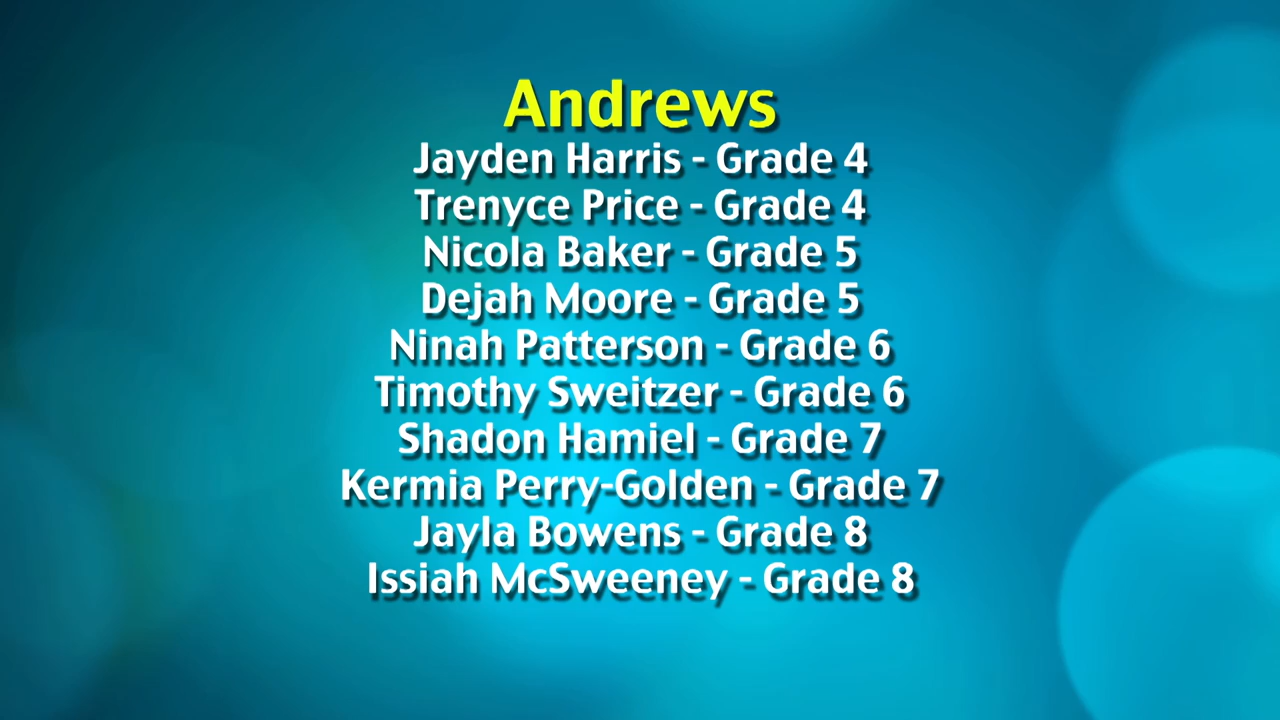 Andrews
Jayden Harris - Grade 4
Trenyce Price - Grade 4
Nicola Baker - Grade 5
Dejah Moore - Grade 5
Ninah Patterson - Grade 6
Timothy Sweitzer - Grade 6
Shadon Hamiel - Grade 7
Kermia Perry-Golden - Grade 7
Jayla Bowens - Grade 8
Issiah McSweeney - Grade 8